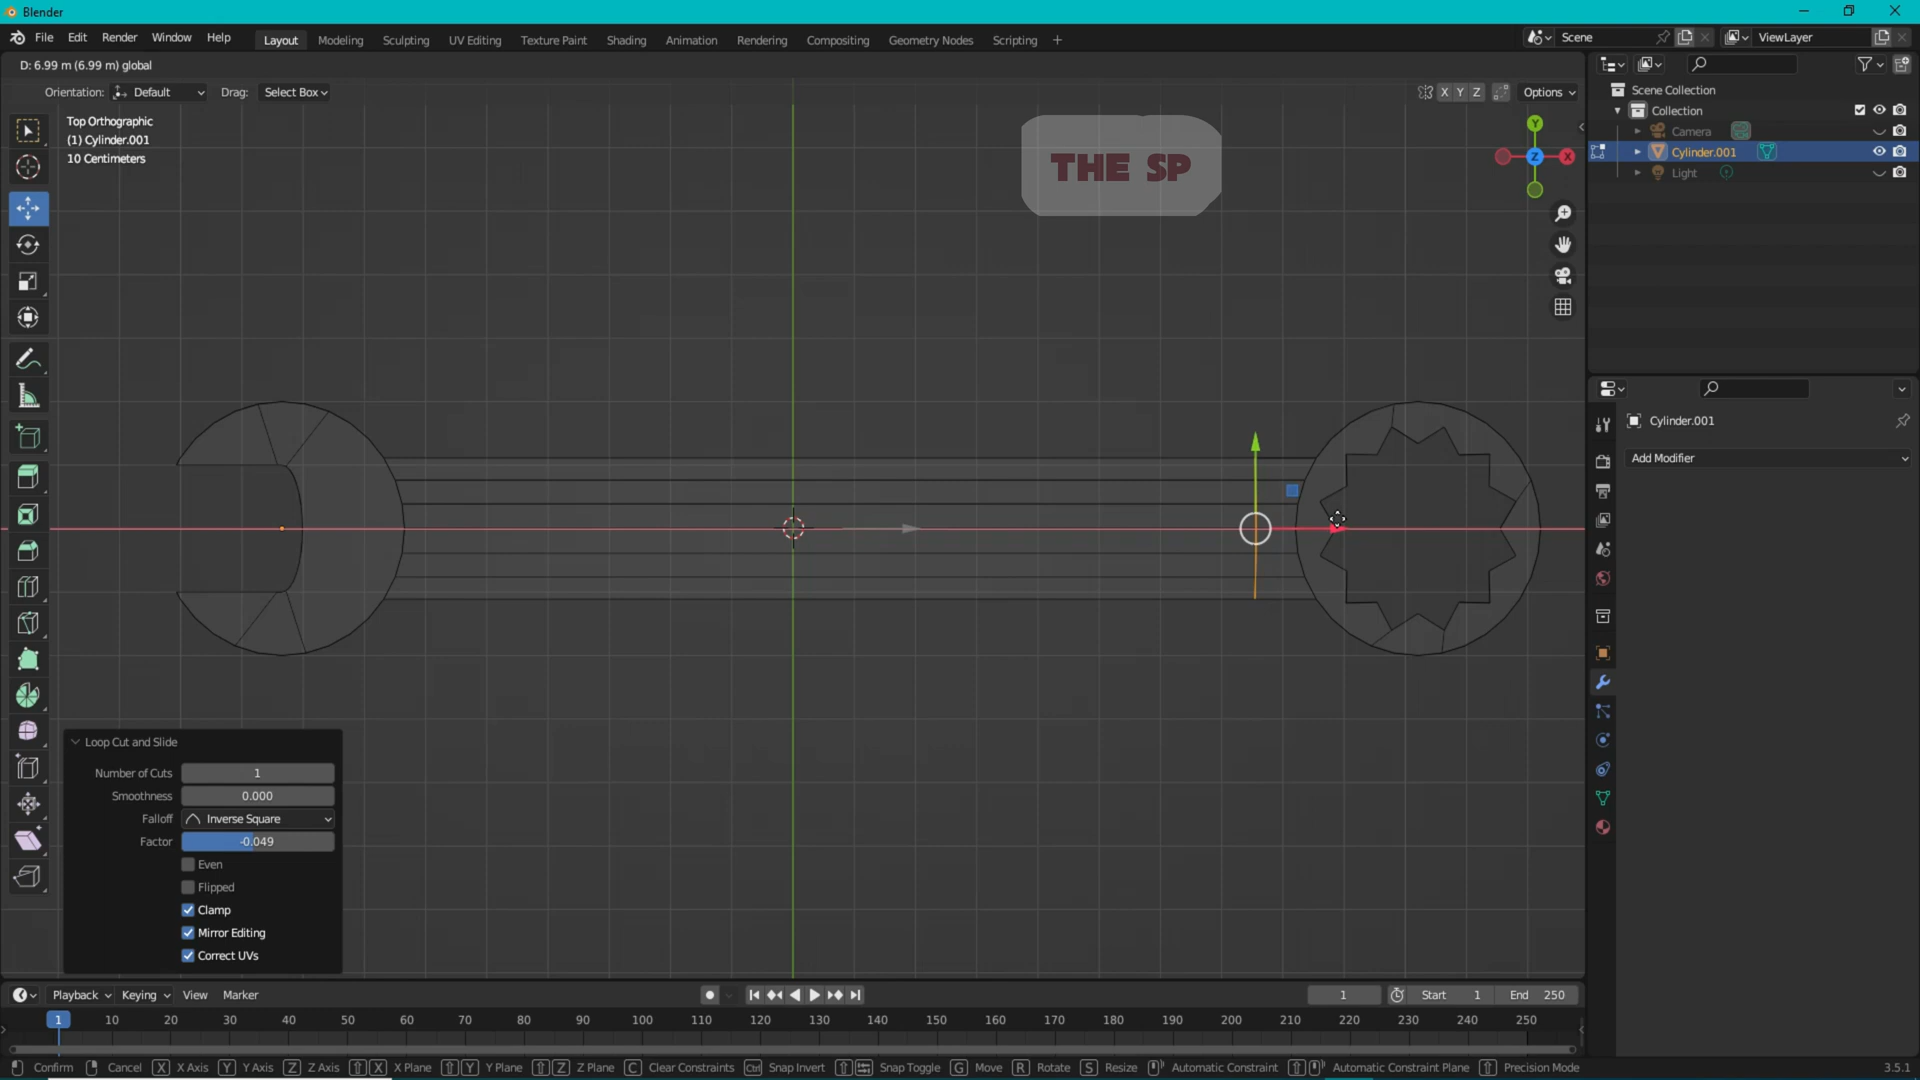 Blender
File Edit Render Window Help
Layout Modeling Sculpting UV Editing Texture Paint Shading Animation Rendering Compositing Geometry Nodes Scripting +
Scene
ViewLayer
D: 6.99 m (6.99 m) global
Orientation: Default Drag: Select Box
X Y Z
Options
Top Orthographic
(1) Cylinder.001
10 Centimeters
THE SP
Y
Z
X
Scene Collection
Collection
Camera
Cylinder.001
Light
Cylinder.001
Add Modifier
Loop Cut and Slide
Number of Cuts 1
Smoothness 0.000
Falloff Inverse Square
Factor -0.049
Even
Flipped
Clamp
Mirror Editing
Correct UVs
Playback Keying View Marker
1 Start 1 End 250
1 10 20 30 40 50 60 70 80 90 100 110 120 130 140 150 160 170 180 190 200 210 220 230 240 250
Confirm Cancel X X Axis Y Y Axis Z Z Axis X X Plane Y Y Plane Z Z Plane C Clear Constraints Ctrl Snap Invert Snap Toggle G Move R Rotate S Resize Automatic Constraint Automatic Constraint Plane Precision Mode
3.5.1